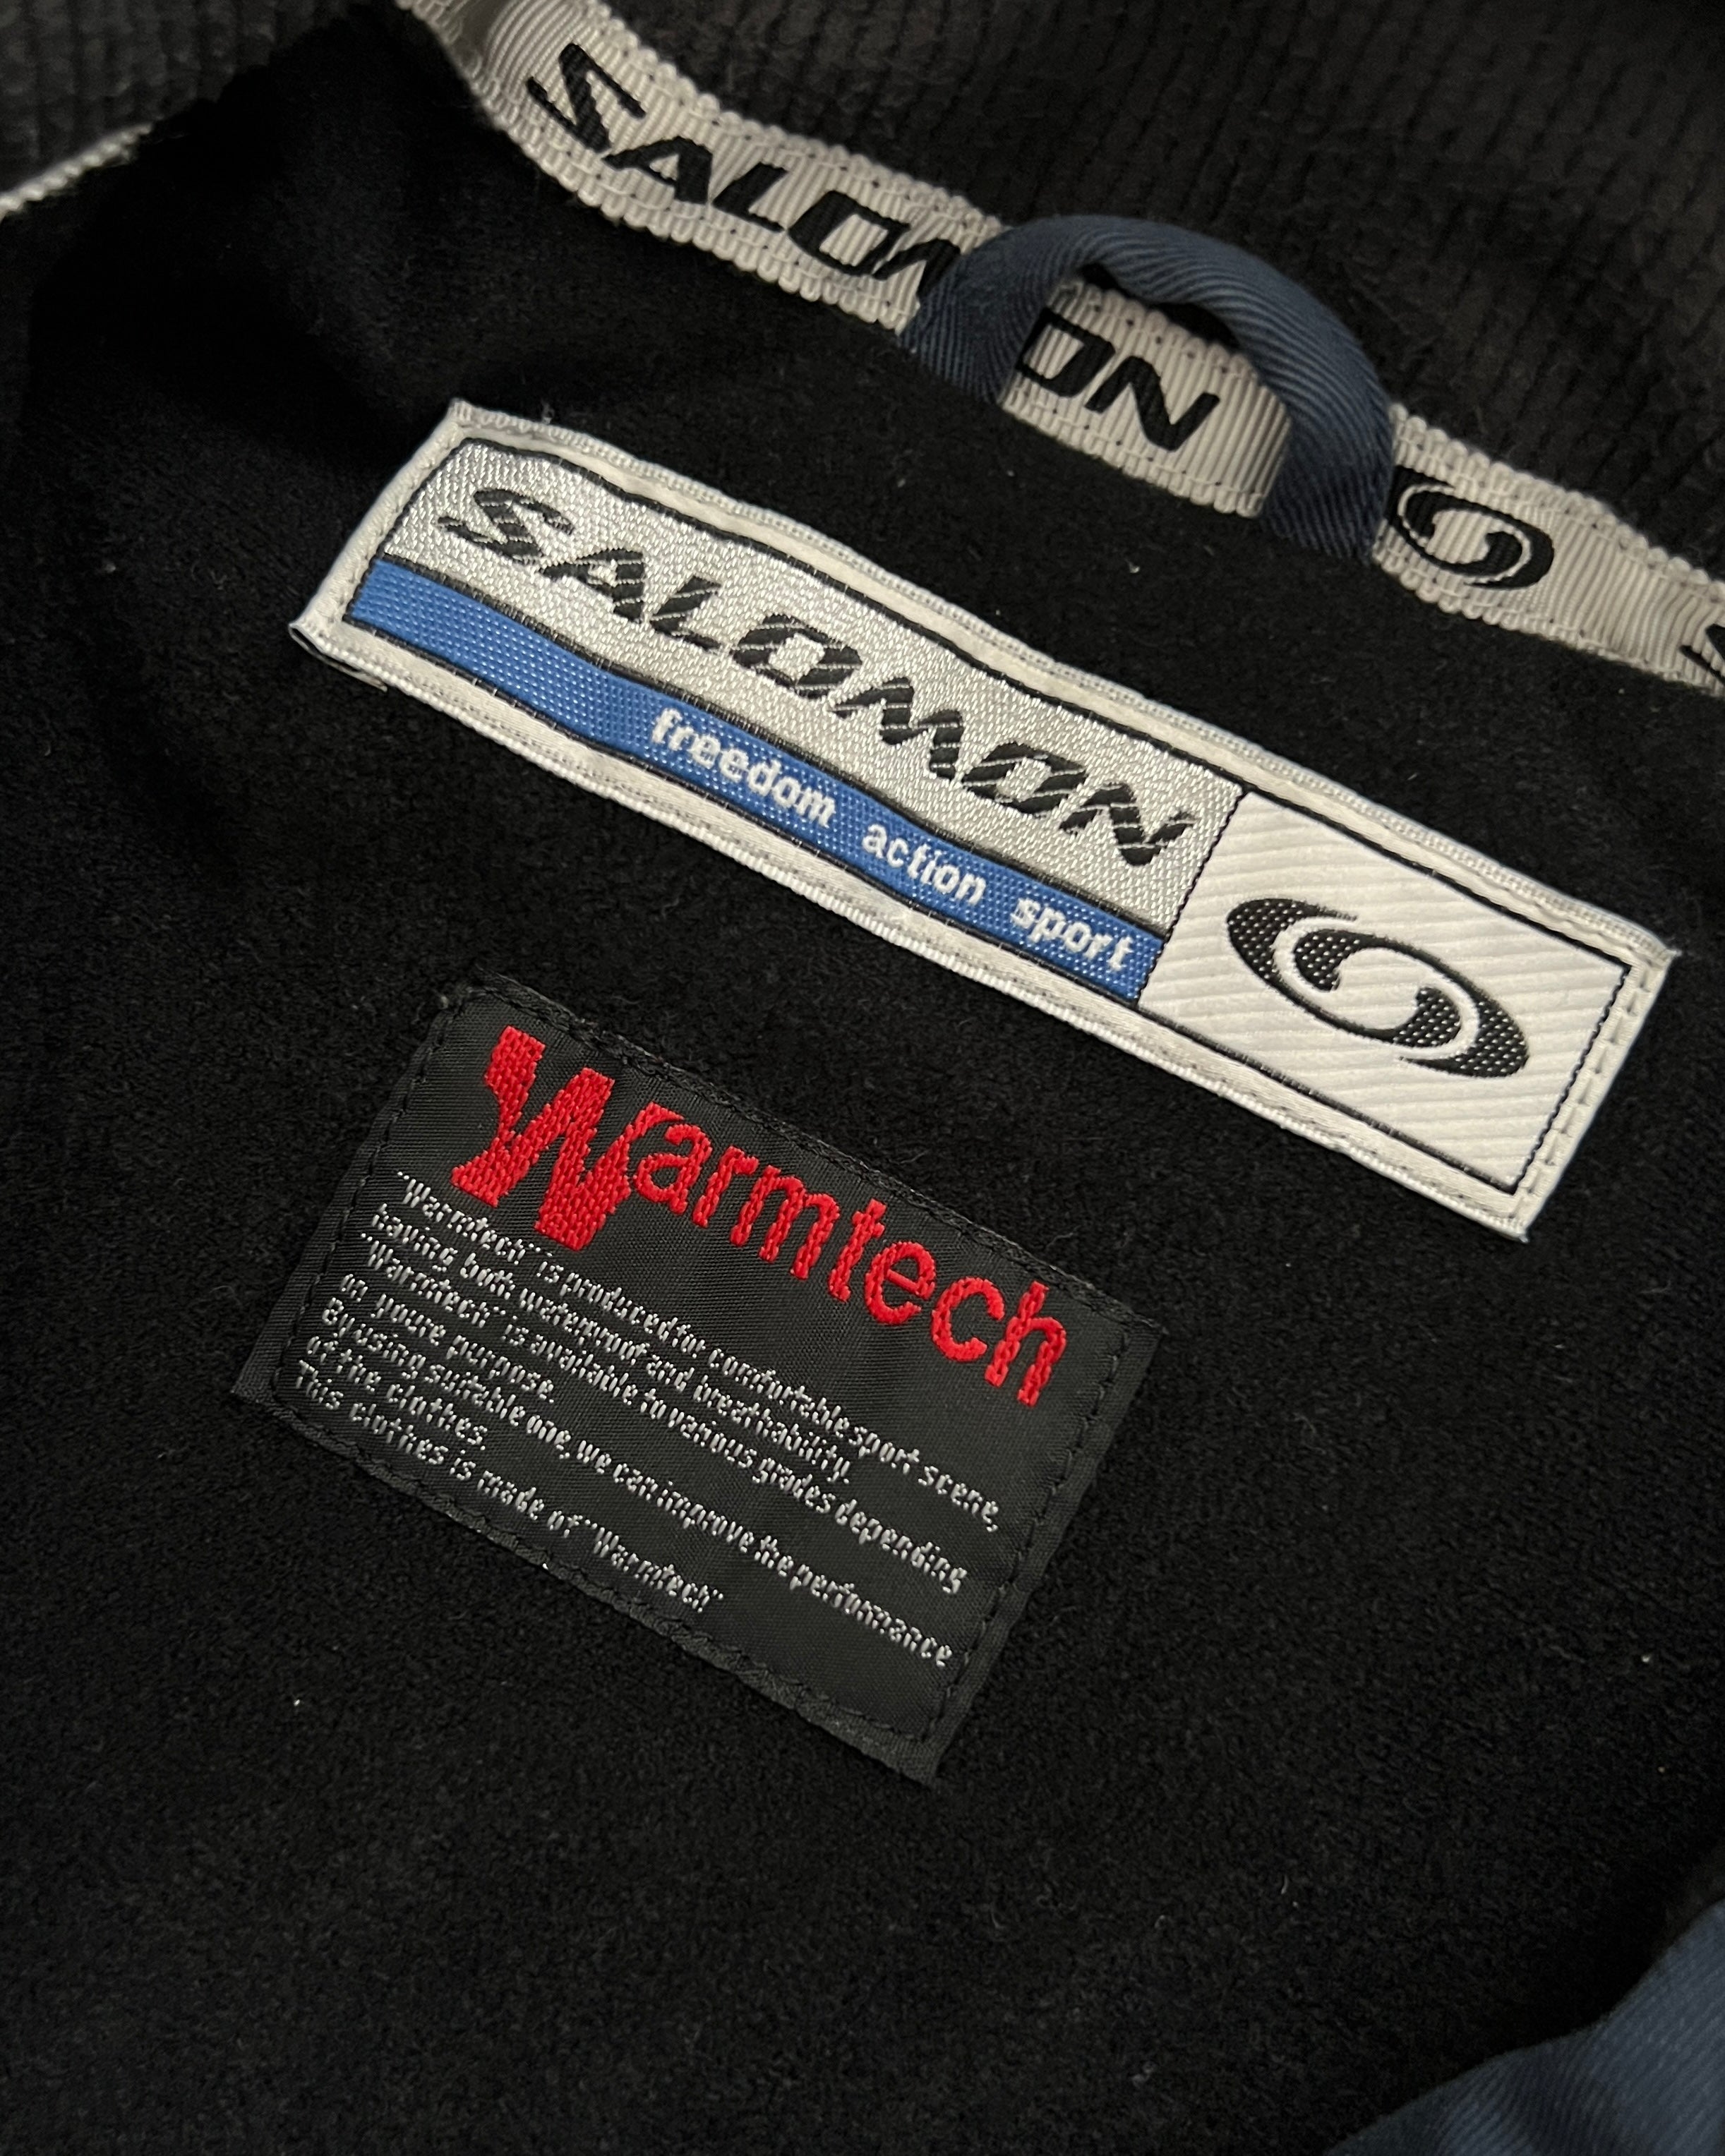 SALOMON
ON
SALOMON
freedom action sport
Warmtech
"Warmtech" is produced for comfortable sport scene,
having both waterproof and breathability.
"Warmtech" is available to various grades depending
on youre purpose.
By using suitable one, we can improve the performance
of the clothes.
This clothes is made of "Warmtech"